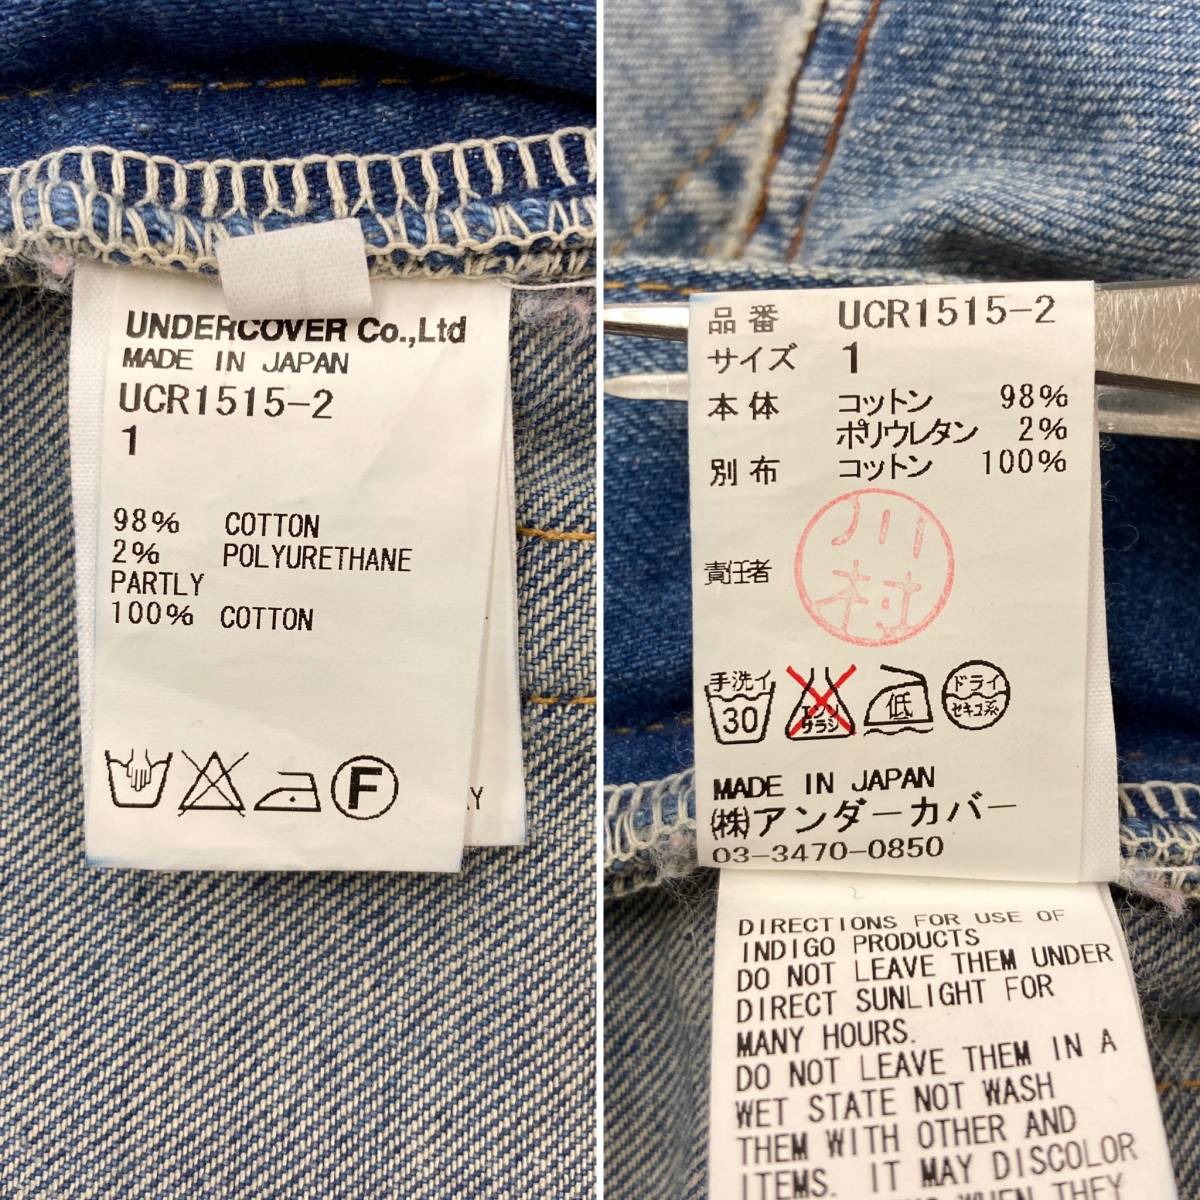 UNDERCOVER Co.,Ltd
MADE IN JAPAN
UCR1515-2
1
98% COTTON
2% POLYURETHANE
PARTLY
100% COTTON
F
Y
品番 UCR1515-2
サイズ 1
本体 コットン 98%
ポリウレタン 2%
別布 コットン 100%
責任者 川村
手洗イ 30
エンソサラシ
低
ドライ
セキユ系
MADE IN JAPAN
(株)アンダーカバー
03-3470-0850
DIRECTIONS FOR USE OF
INDIGO PRODUCTS
DO NOT LEAVE THEM UNDER
DIRECT SUNLIGHT FOR
MANY HOURS.
DO NOT LEAVE THEM IN A
WET STATE NOT WASH
THEM WITH OTHER AND
ITEMS. IT MAY DISCOLOR
WHEN THEY